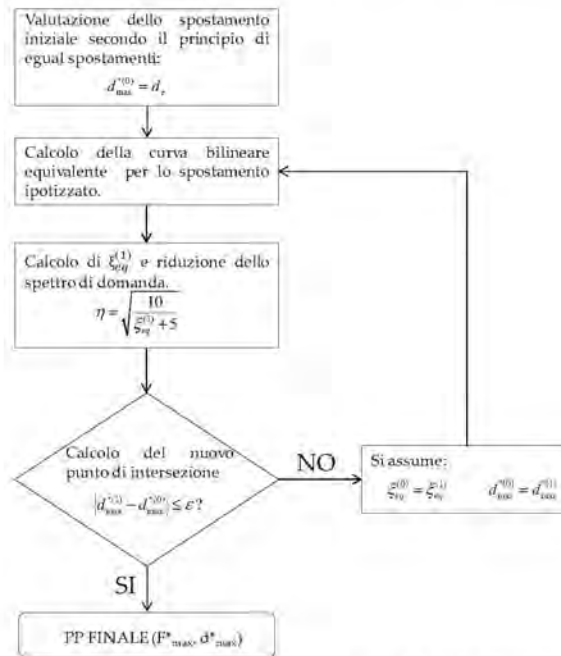 Valutazione dello spostamento
iniziale secondo il principio di
egual spostamenti:
d*(0)max = de
Calcolo della curva bilineare
equivalente per lo spostamento
ipotizzato.
Calcolo di ξ(1)eq e riduzione dello
spettro di domanda.
η = √(10 / (ξ(1)eq + 5))
Calcolo del nuovo
punto di intersezione
|d*(1)max − d*(0)max| ≤ ε?
NO
Si assume:
ξ(0)eq = ξ(1)eq d*(0)max = d*(1)max
SI
PP FINALE (F*max, d*max)